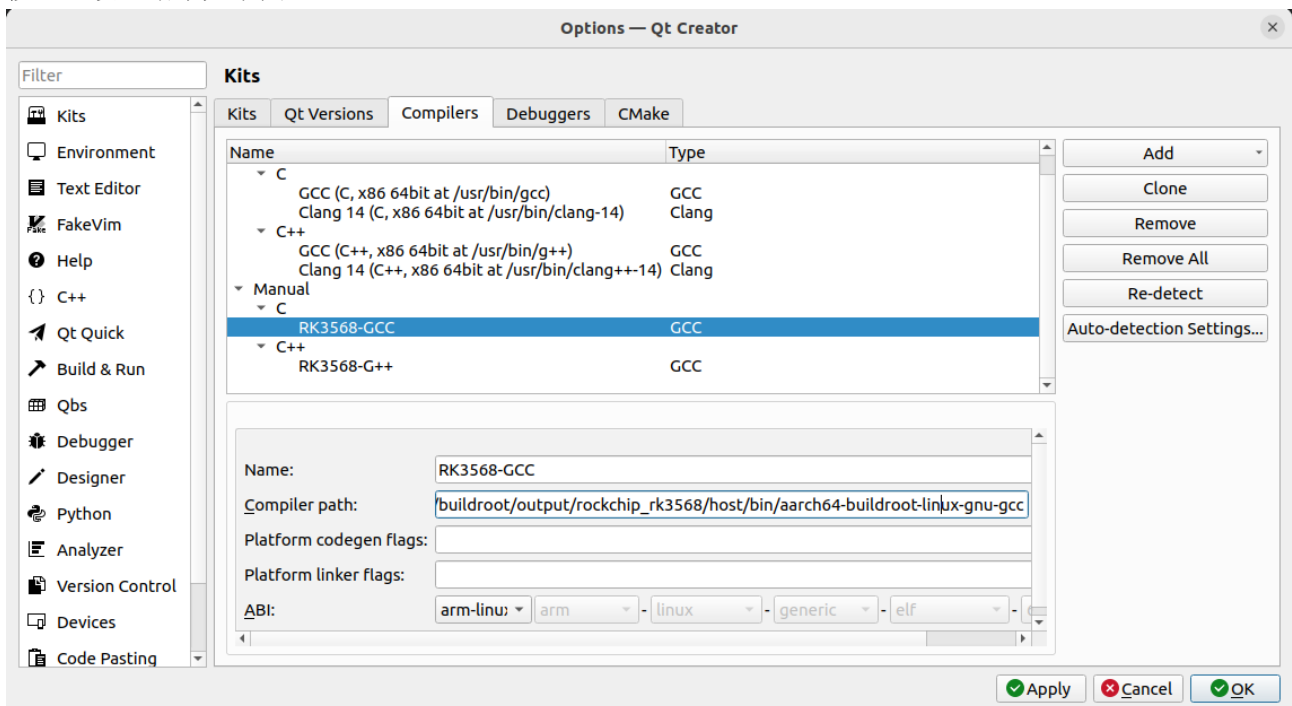 Options — Qt Creator
Filter
Kits
Environment
Text Editor
FakeVim
Help
{} C++
Qt Quick
Build & Run
Qbs
Debugger
Designer
Python
Analyzer
Version Control
Devices
Code Pasting
Kits
Kits Qt Versions Compilers Debuggers CMake
Name Type
C
GCC (C, x86 64bit at /usr/bin/gcc) GCC
Clang 14 (C, x86 64bit at /usr/bin/clang-14) Clang
C++
GCC (C++, x86 64bit at /usr/bin/g++) GCC
Clang 14 (C++, x86 64bit at /usr/bin/clang++-14) Clang
Manual
C
RK3568-GCC GCC
C++
RK3568-G++ GCC
Add
Clone
Remove
Remove All
Re-detect
Auto-detection Settings...
Name: RK3568-GCC
Compiler path: /buildroot/output/rockchip_rk3568/host/bin/aarch64-buildroot-linux-gnu-gcc
Platform codegen flags:
Platform linker flags:
ABI: arm-linux arm - linux - generic - elf -
Apply Cancel OK